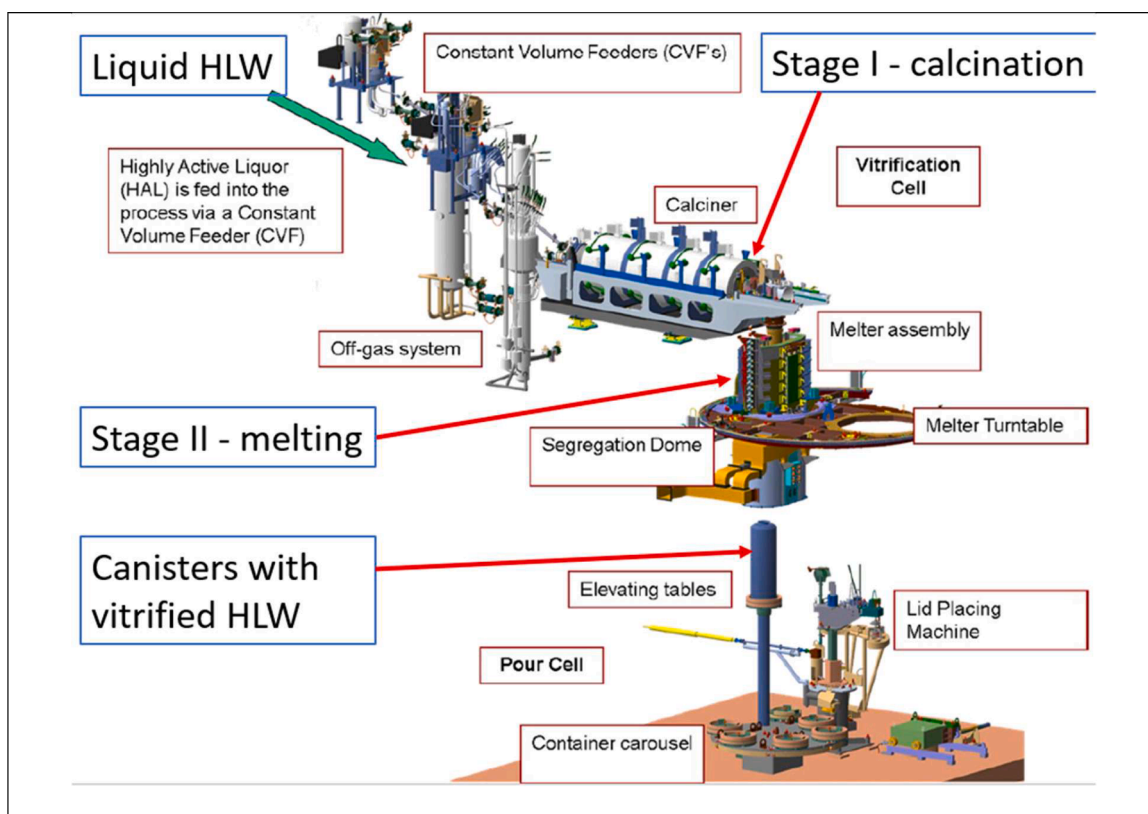 Liquid HLW
Constant Volume Feeders (CVF's)
Stage I - calcination
Highly Active Liquor
(HAL) is fed into the
process via a Constant
Volume Feeder (CVF)
Vitrification
Cell
Calciner
Off-gas system
Melter assembly
Stage II - melting
Segregation Dome
Melter Turntable
Canisters with
vitrified HLW
Elevating tables
Lid Placing
Machine
Pour Cell
Container carousel